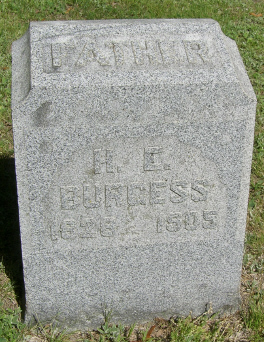 FATHER
H. E.
BURGESS
1826 - 1905